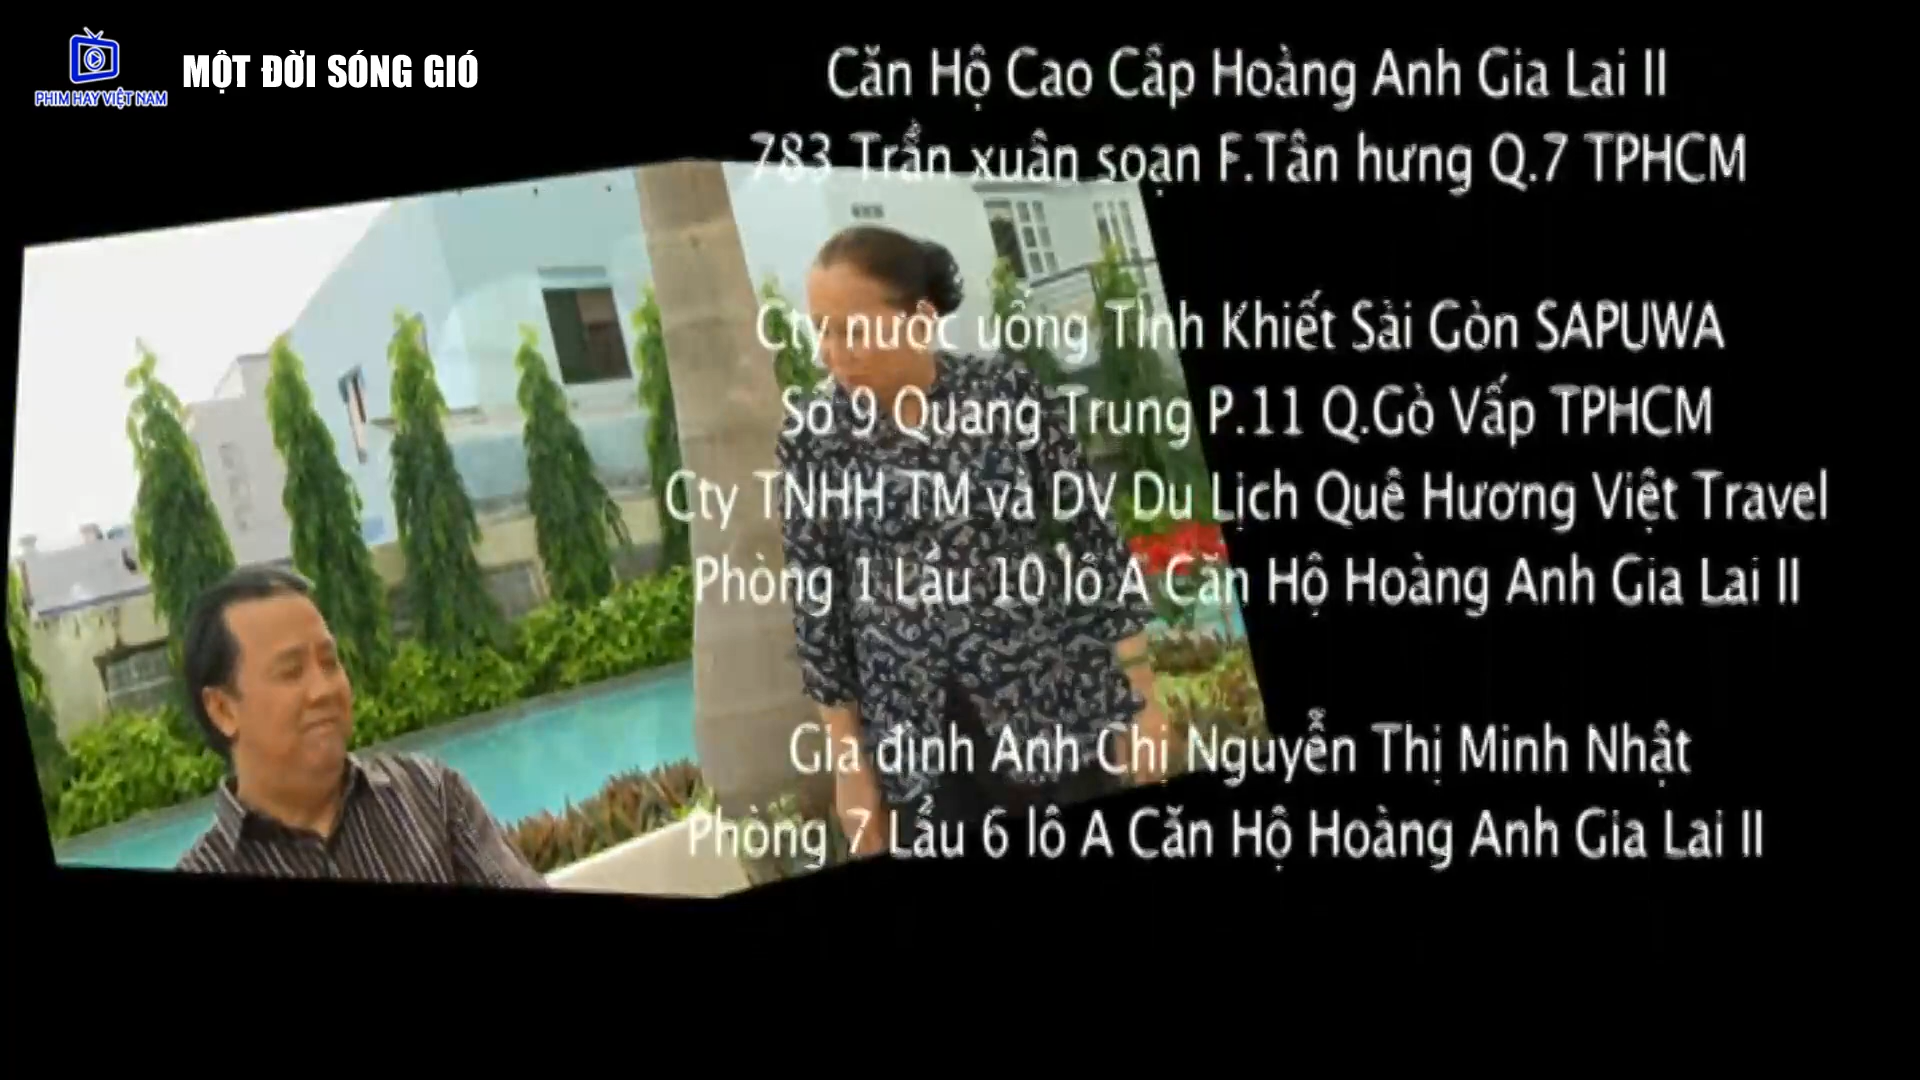 PHIM HAY VIỆT NAM
MỘT ĐỜI SÓNG GIÓ
Căn Hộ Cao Cấp Hoàng Anh Gia Lai II
783 Trần xuân soạn F.Tân hưng Q.7 TPHCM
Cty nước uống Tinh Khiết Sài Gòn SAPUWA
Số 9 Quang Trung P.11 Q.Gò Vấp TPHCM
Cty TNHH TM và DV Du Lịch Quê Hương Việt Travel
Phòng 1 Lầu 10 lô A Căn Hộ Hoàng Anh Gia Lai II
Gia đình Anh Chị Nguyễn Thị Minh Nhật
Phòng 7 Lầu 6 lô A Căn Hộ Hoàng Anh Gia Lai II